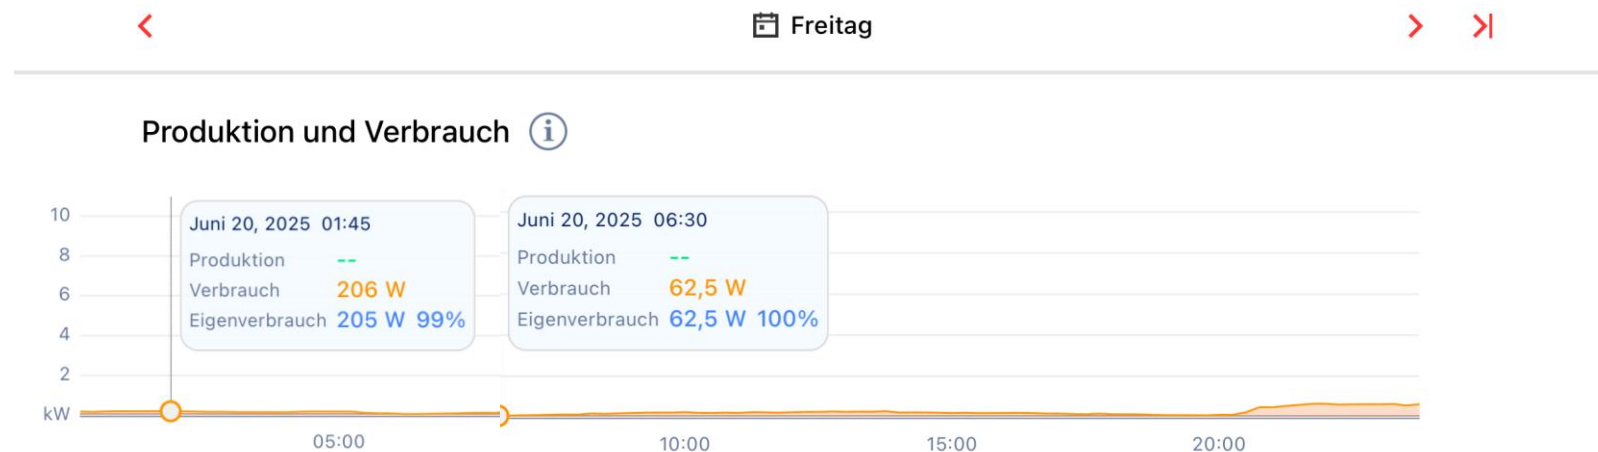 Freitag
Produktion und Verbrauch
10
8
6
4
2
kW
Juni 20, 2025 01:45
Produktion --
Verbrauch 206 W
Eigenverbrauch 205 W 99%
Juni 20, 2025 06:30
Produktion --
Verbrauch 62,5 W
Eigenverbrauch 62,5 W 100%
05:00 10:00 15:00 20:00